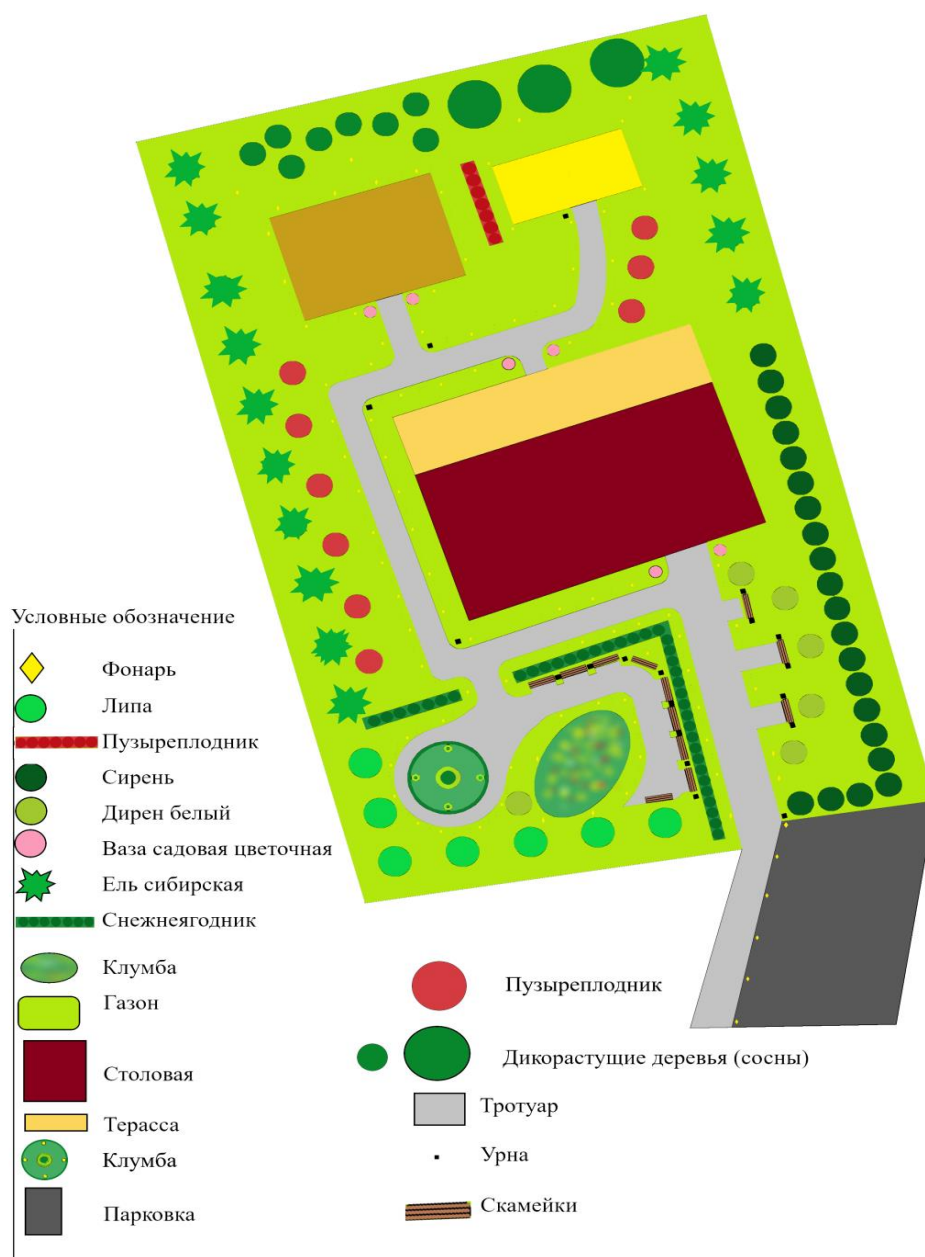 Условные обозначение
Фонарь
Липа
Пузыреплодник
Сирень
Дирен белый
Ваза садовая цветочная
Ель сибирская
Снежнеягодник
Клумба
Газон
Столовая
Терасса
Клумба
Парковка
Пузыреплодник
Дикорастущие деревья (сосны)
Тротуар
Урна
Скамейки